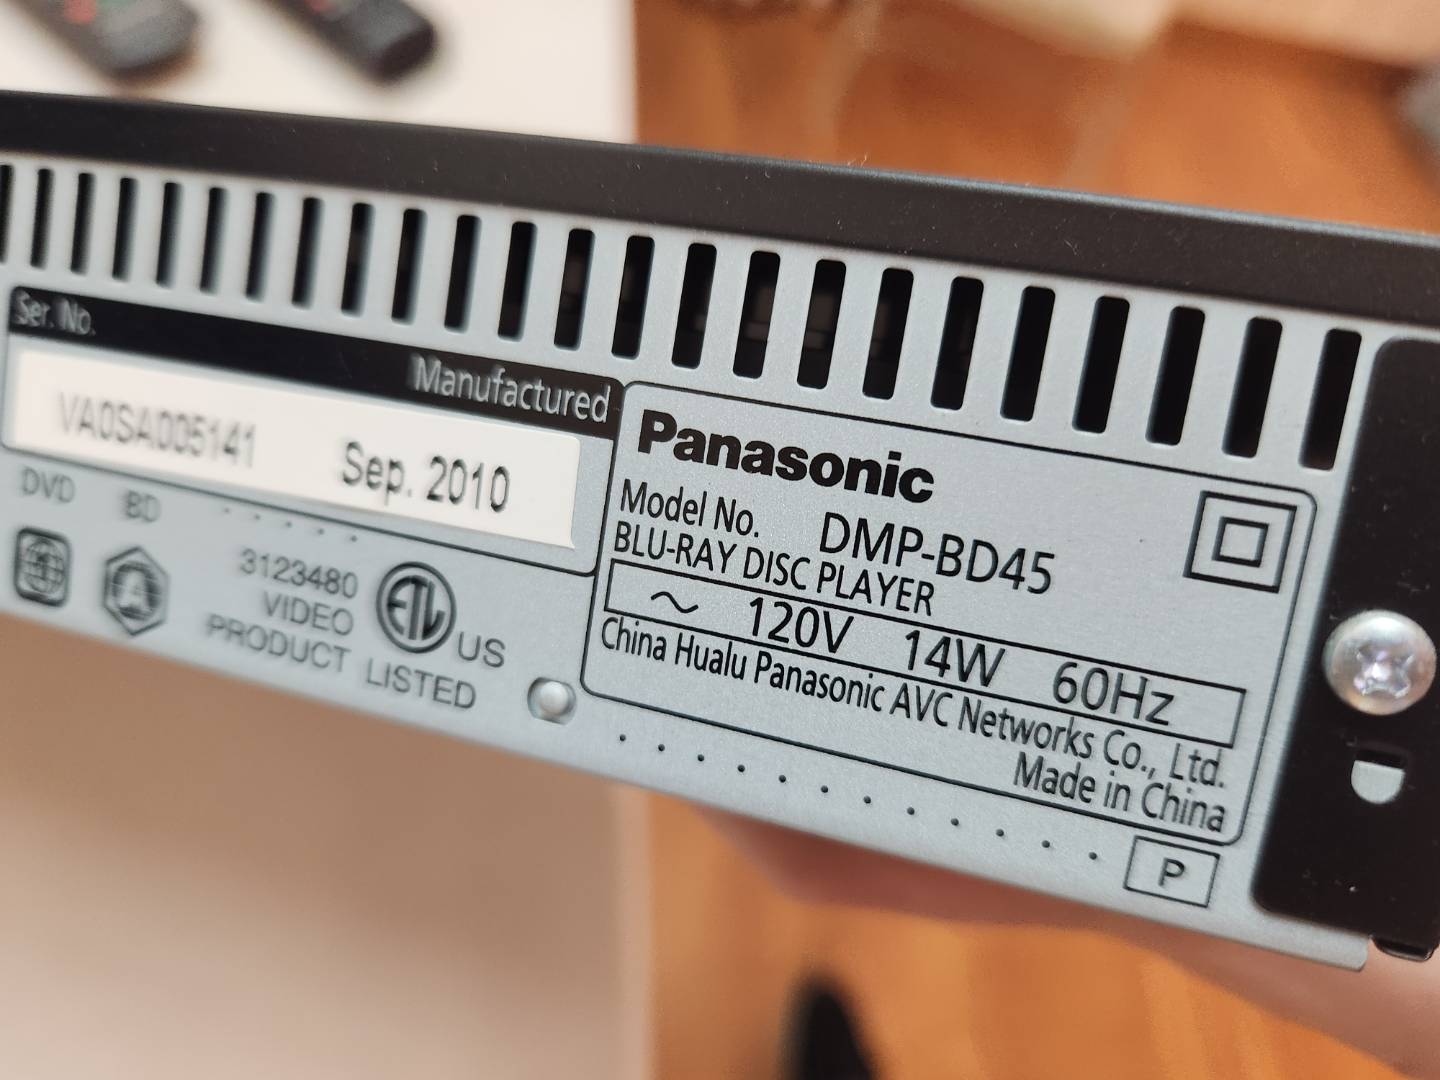 Ser. No.
Manufactured
VA0SA005141 Sep. 2010
DVD BD
3123480
VIDEO
PRODUCT LISTED
ETL US
Panasonic
Model No. DMP-BD45
BLU-RAY DISC PLAYER
~ 120V 14W 60Hz
China Hualu Panasonic AVC Networks Co., Ltd.
Made in China
P